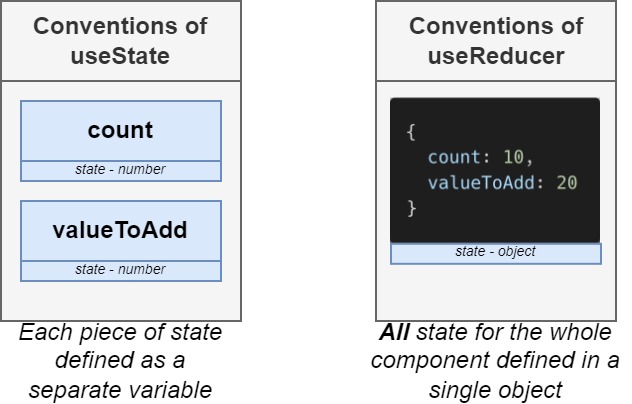 Conventions of
useState
count
state - number
valueToAdd
state - number
Each piece of state
defined as a
separate variable
Conventions of
useReducer
{
count: 10,
valueToAdd: 20
}
state - object
All state for the whole
component defined in a
single object